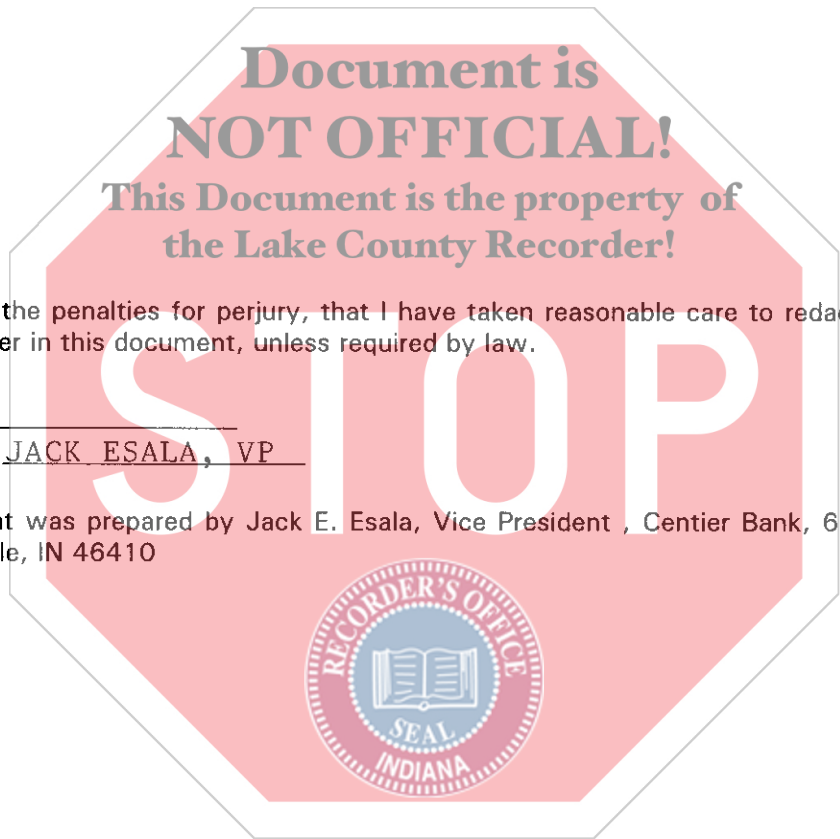 Document is
NOT OFFICIAL!
This Document is the property of
the Lake County Recorder!
the penalties for perjury, that I have taken reasonable care to redac
er in this document, unless required by law.
STOP
JACK ESALA, VP
nt was prepared by Jack E. Esala, Vice President , Centier Bank, 6
le, IN 46410
RECORDER'S OFFICE
SEAL
INDIANA